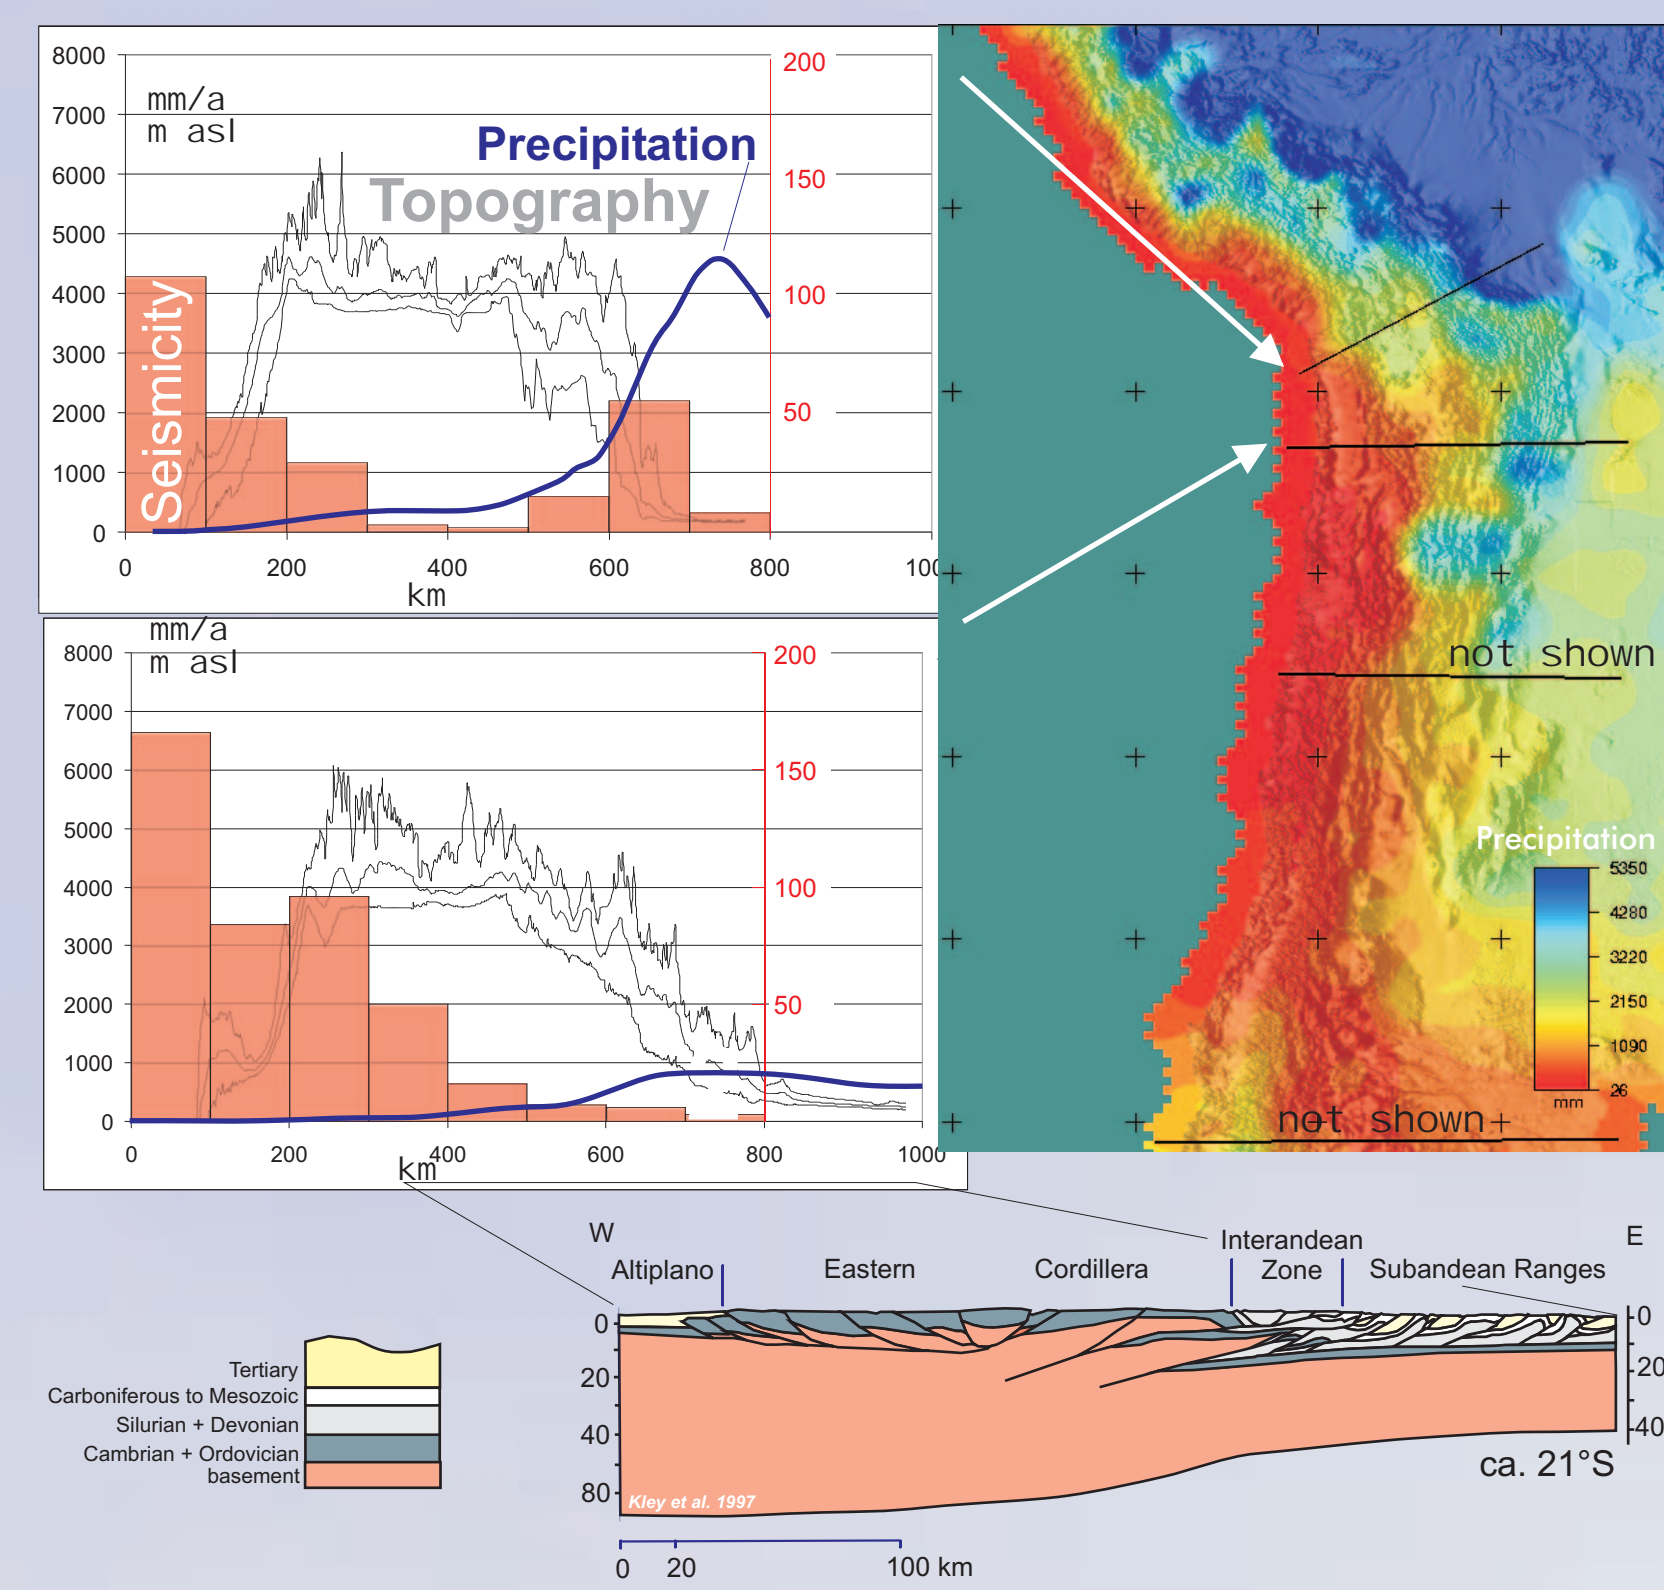 8000
7000
6000
5000
4000
3000
2000
1000
0
mm/a
m asl
Precipitation
Topography
Seismicity
200
150
100
50
0
200
400
600
800
100
km
mm/a
m asl
8000
7000
6000
5000
4000
3000
2000
1000
0
200
150
100
50
0
200
400
600
800
1000
km
not shown
Precipitation
5350
4280
3220
2150
1090
26
mm
not shown
W
E
Altiplano
Eastern
Cordillera
Interandean
Zone
Subandean Ranges
0
20
40
80
0
20
40
ca. 21°S
Kley et al. 1997
0
20
100 km
Tertiary
Carboniferous to Mesozoic
Silurian + Devonian
Cambrian + Ordovician
basement